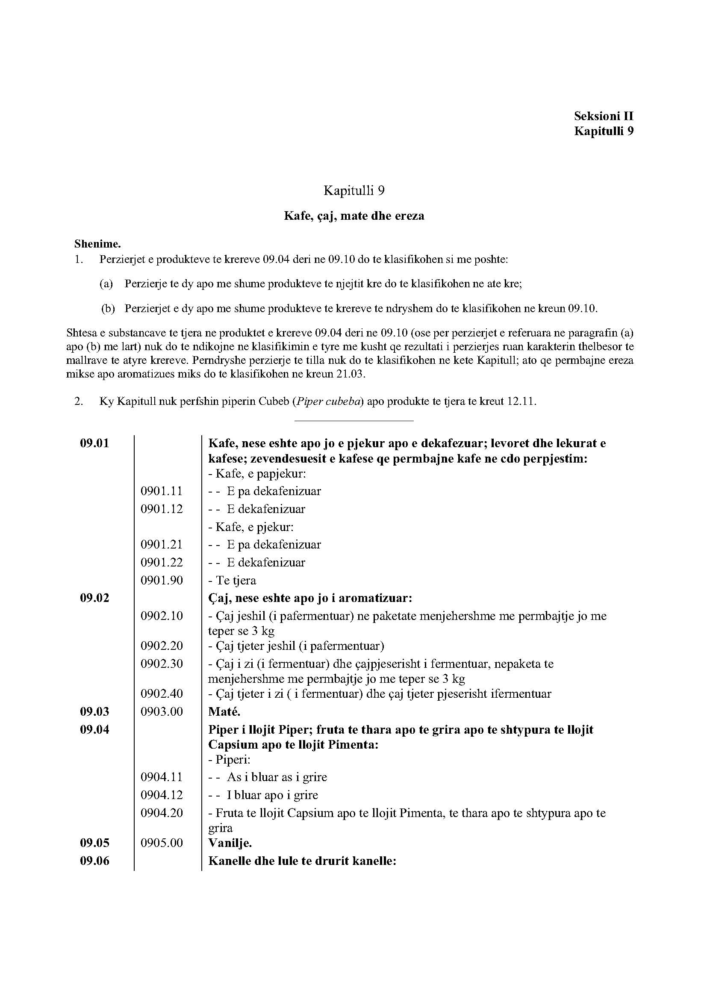 Seksioni II
Kapitulli 9
Kapitulli 9
Kafe, çaj, mate dhe ereza
Shenime.
1. Perzierjet e produkteve te krereve 09.04 deri ne 09.10 do te klasifikohen si me poshte:
(a) Perzierje te dy apo me shume produkteve te njejtit kre do te klasifikohen ne ate kre;
(b) Perzierjet e dy apo me shume produkteve te krereve te ndryshem do te klasifikohen ne kreun 09.10.
Shtesa e substancave te tjera ne produktet e krereve 09.04 deri ne 09.10 (ose per perzierjet e referuara ne paragrafin (a)
apo (b) me lart) nuk do te ndikojne ne klasifikimin e tyre me kusht qe rezultati i perzierjes ruan karakterin thelbesor te
mallrave te atyre krereve. Perndryshe perzierje te tilla nuk do te klasifikohen ne kete Kapitull; ato qe permbajne ereza
mikse apo aromatizues miks do te klasifikohen ne kreun 21.03.
2. Ky Kapitull nuk perfshin piperin Cubeb (Piper cubeba) apo produkte te tjera te kreut 12.11.
09.01 Kafe, nese eshte apo jo e pjekur apo e dekafezuar; levoret dhe lekurat e
kafese; zevendesuesit e kafese qe permbajne kafe ne cdo perpjestim:
- Kafe, e papjekur:
0901.11 - - E pa dekafenizuar
0901.12 - - E dekafenizuar
- Kafe, e pjekur:
0901.21 - - E pa dekafenizuar
0901.22 - - E dekafenizuar
0901.90 - Te tjera
09.02 Çaj, nese eshte apo jo i aromatizuar:
0902.10 - Çaj jeshil (i pafermentuar) ne paketate menjehershme me permbajtje jo me
teper se 3 kg
0902.20 - Çaj tjeter jeshil (i pafermentuar)
0902.30 - Çaj i zi (i fermentuar) dhe çajpjeserisht i fermentuar, nepaketa te
menjehershme me permbajtje jo me teper se 3 kg
0902.40 - Çaj tjeter i zi ( i fermentuar) dhe çaj tjeter pjeserisht ifermentuar
09.03 0903.00 Maté.
09.04 Piper i llojit Piper; fruta te thara apo te grira apo te shtypura te llojit
Capsium apo te llojit Pimenta:
- Piperi:
0904.11 - - As i bluar as i grire
0904.12 - - I bluar apo i grire
0904.20 - Fruta te llojit Capsium apo te llojit Pimenta, te thara apo te shtypura apo te
grira
09.05 0905.00 Vanilje.
09.06 Kanelle dhe lule te drurit kanelle: